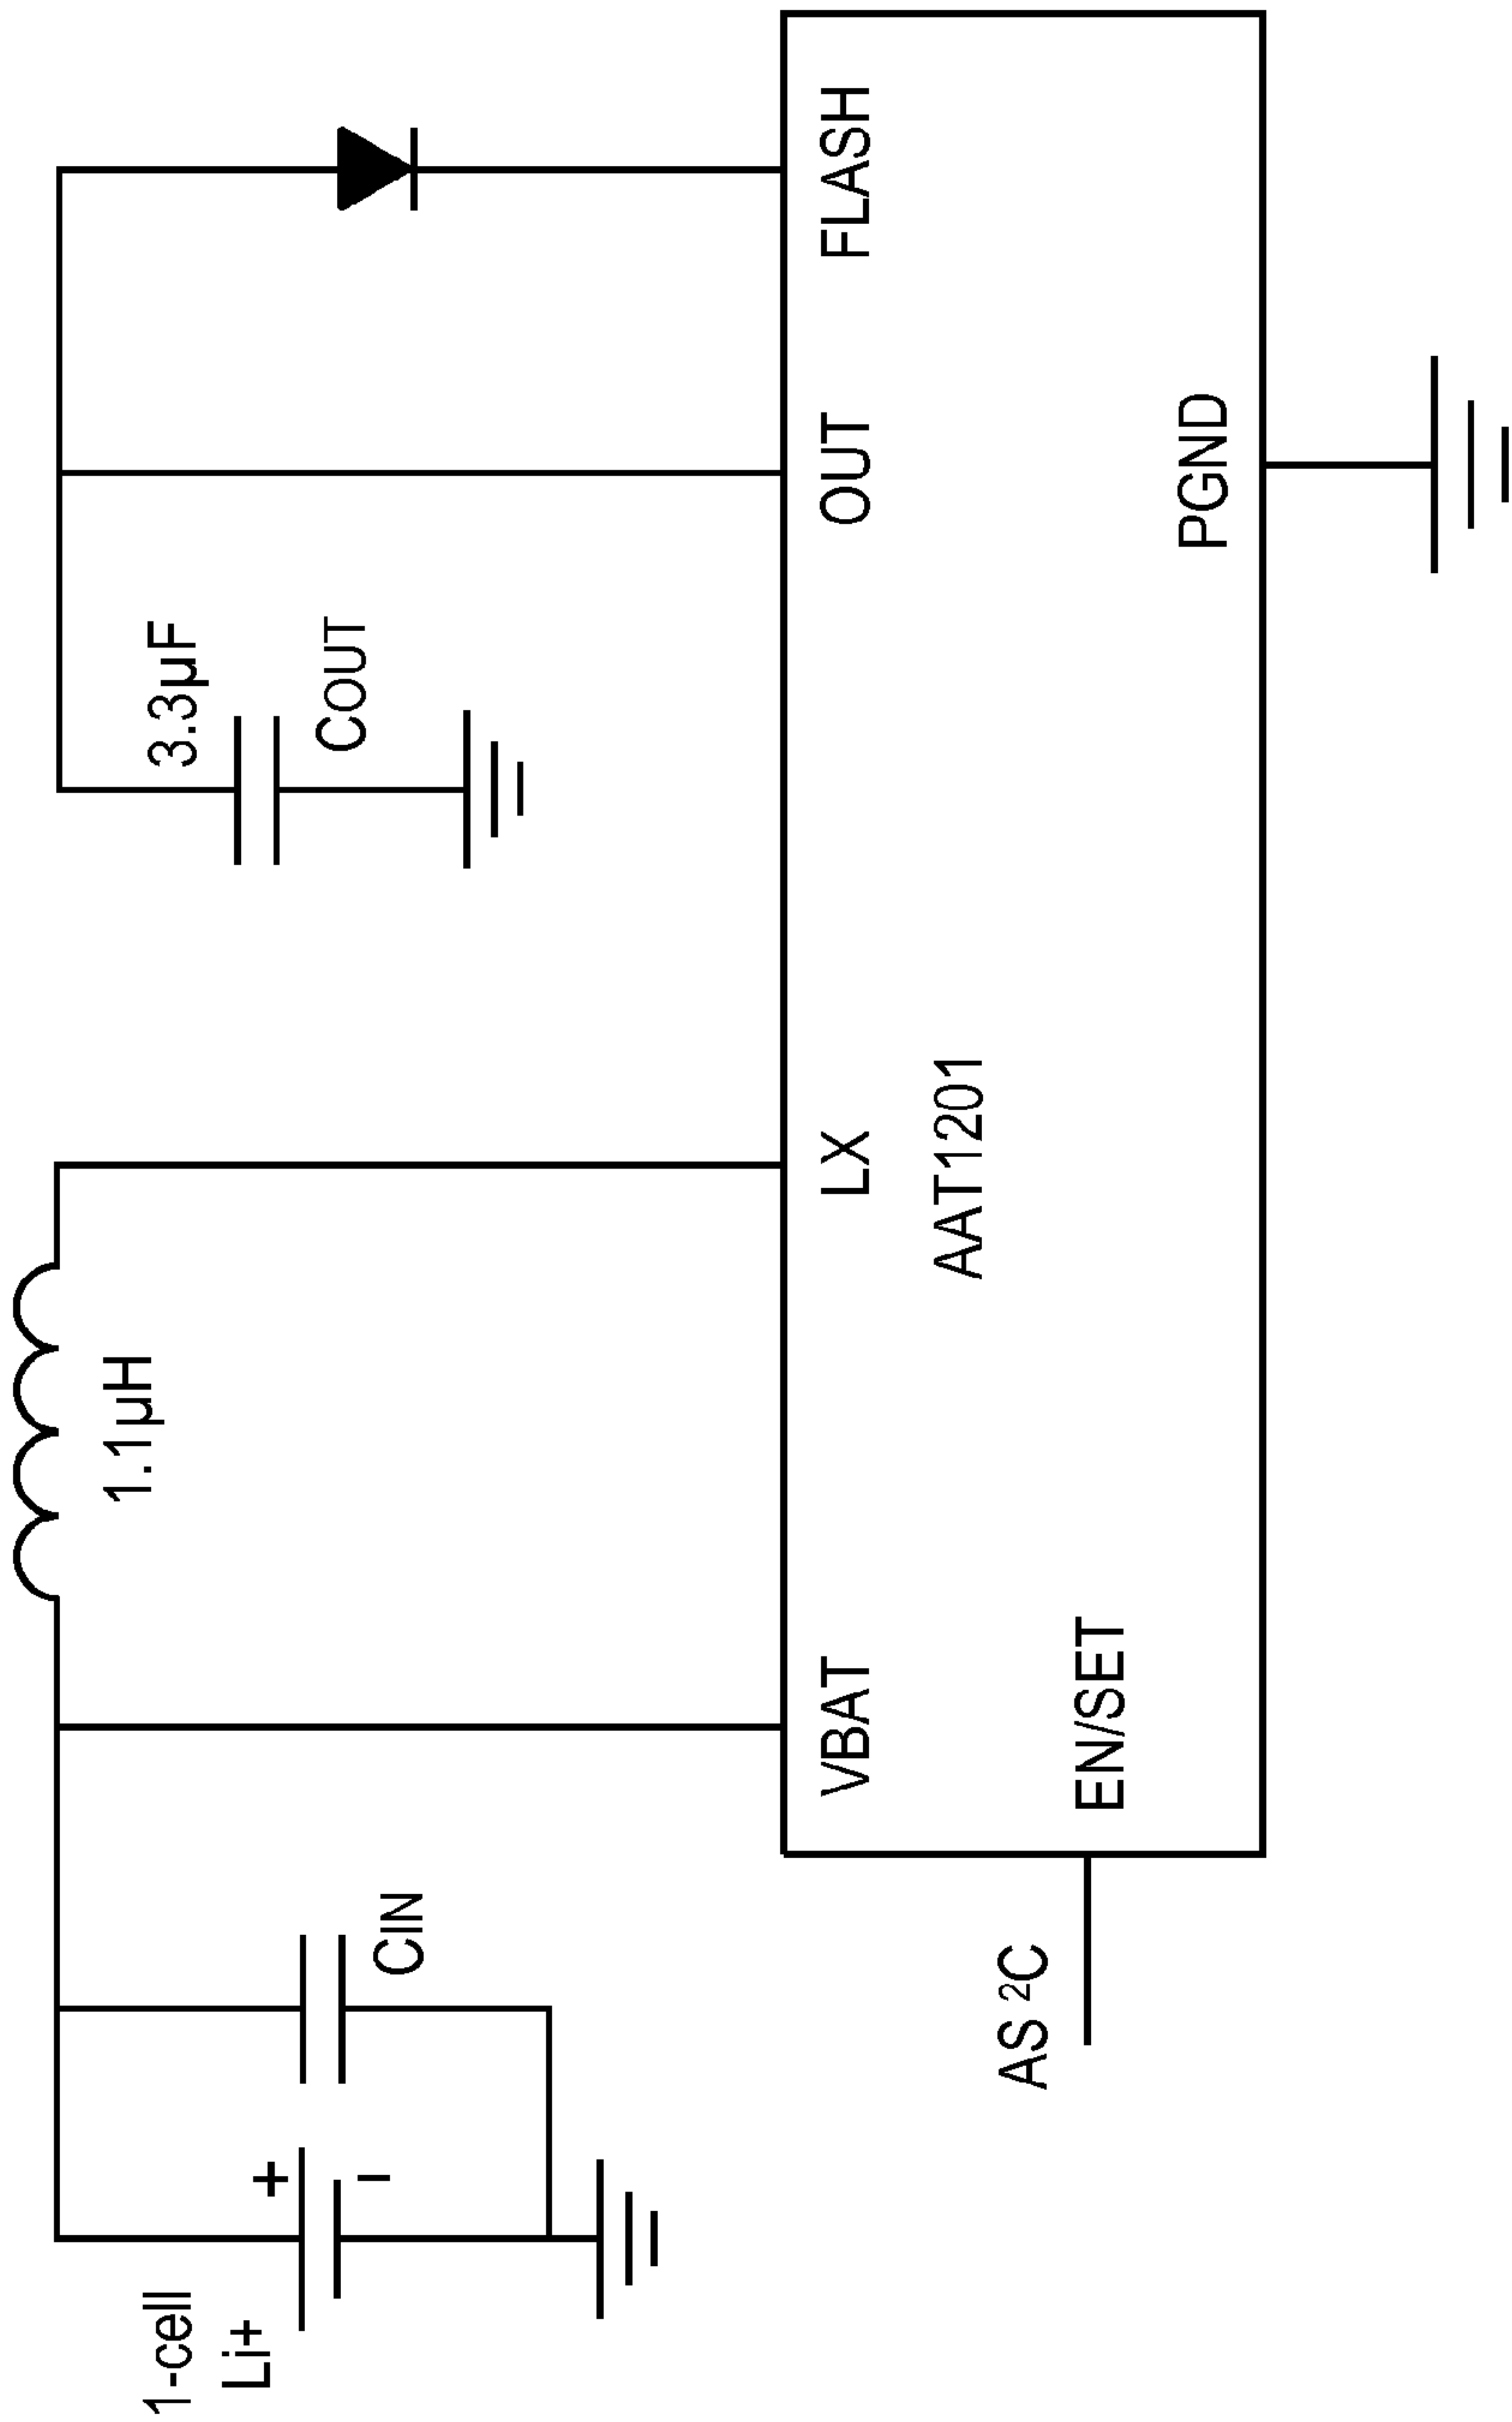 1-cell
Li+
+
−
CIN
1.1µH
3.3µF
COUT
VBAT
LX
OUT
FLASH
AAT1201
AS ²C
EN/SET
PGND